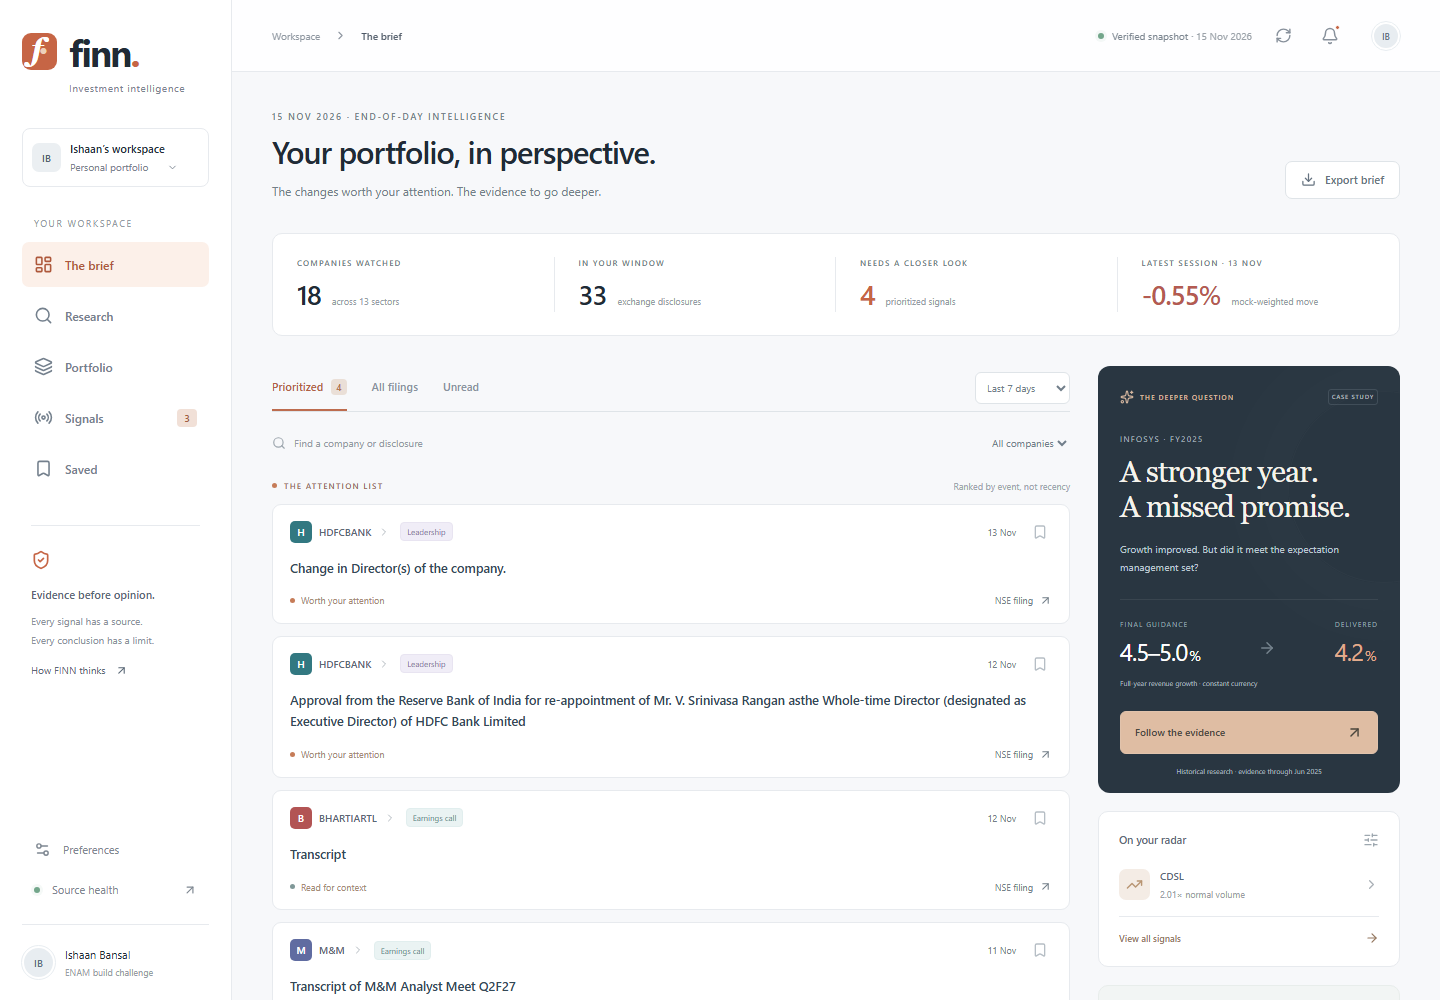 finn.
Investment intelligence
IB
Ishaan's workspace
Personal portfolio
YOUR WORKSPACE
The brief
Research
Portfolio
Signals 3
Saved
Evidence before opinion.
Every signal has a source.
Every conclusion has a limit.
How FINN thinks
Preferences
Source health
IB
Ishaan Bansal
ENAM build challenge
Workspace > The brief
Verified snapshot · 15 Nov 2026
IB
15 NOV 2026 · END-OF-DAY INTELLIGENCE
Your portfolio, in perspective.
The changes worth your attention. The evidence to go deeper.
Export brief
COMPANIES WATCHED
18 across 13 sectors
IN YOUR WINDOW
33 exchange disclosures
NEEDS A CLOSER LOOK
4 prioritized signals
LATEST SESSION · 13 NOV
-0.55% mock-weighted move
Prioritized 4 All filings Unread
Last 7 days
Find a company or disclosure
All companies
THE ATTENTION LIST
Ranked by event, not recency
H HDFCBANK > Leadership 13 Nov
Change in Director(s) of the company.
Worth your attention NSE filing
H HDFCBANK > Leadership 12 Nov
Approval from the Reserve Bank of India for re-appointment of Mr. V. Srinivasa Rangan asthe Whole-time Director (designated as
Executive Director) of HDFC Bank Limited
Worth your attention NSE filing
B BHARTIARTL > Earnings call 12 Nov
Transcript
Read for context NSE filing
M M&M > Earnings call 11 Nov
Transcript of M&M Analyst Meet Q2F27
THE DEEPER QUESTION
CASE STUDY
INFOSYS · FY2025
A stronger year.
A missed promise.
Growth improved. But did it meet the expectation
management set?
FINAL GUIDANCE DELIVERED
4.5–5.0% → 4.2%
Full-year revenue growth · constant currency
Follow the evidence
Historical research · evidence through Jun 2025
On your radar
CDSL
2.01× normal volume
View all signals